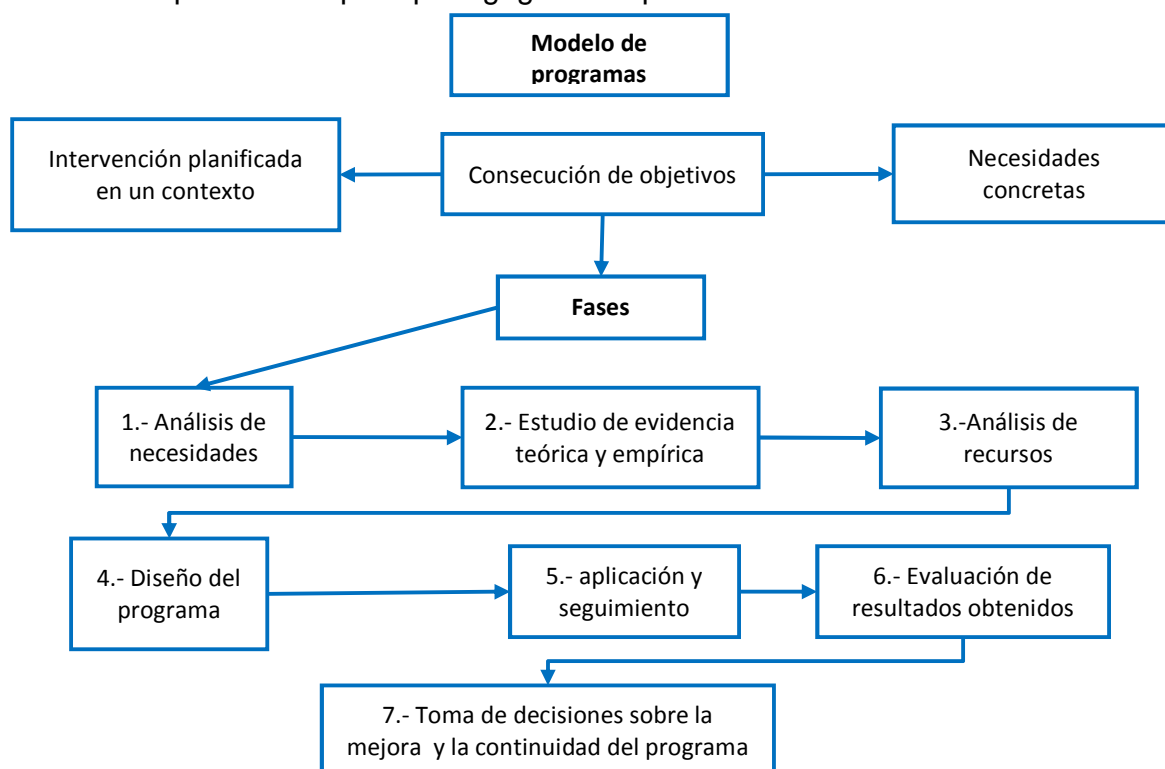 Modelo de
programas
Intervención planificada
en un contexto
Consecución de objetivos
Necesidades
concretas
Fases
1.- Análisis de
necesidades
2.- Estudio de evidencia
teórica y empírica
3.-Análisis de
recursos
4.- Diseño del
programa
5.- aplicación y
seguimiento
6.- Evaluación de
resultados obtenidos
7.- Toma de decisiones sobre la
mejora y la continuidad del programa